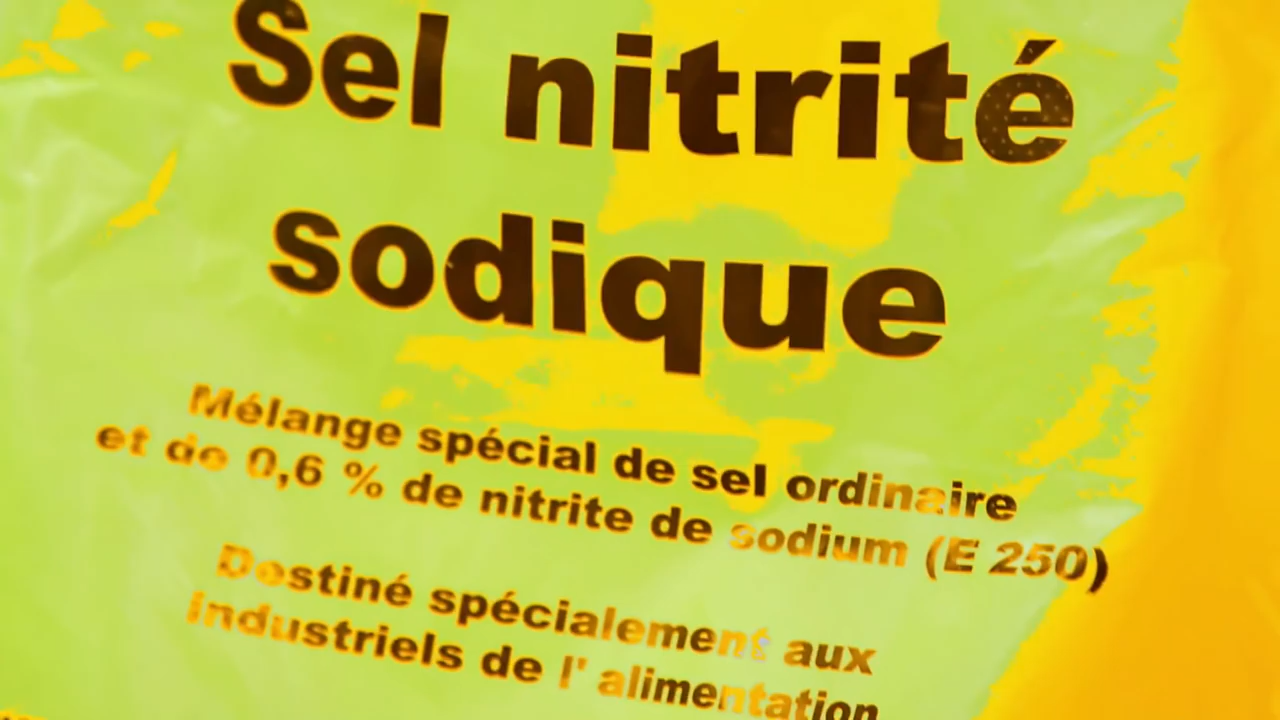 Sel nitrité
sodique
Mélange spécial de sel ordinaire
et de 0,6 % de nitrite de sodium (E 250)
Destiné spécialement aux
industriels de l' alimentation